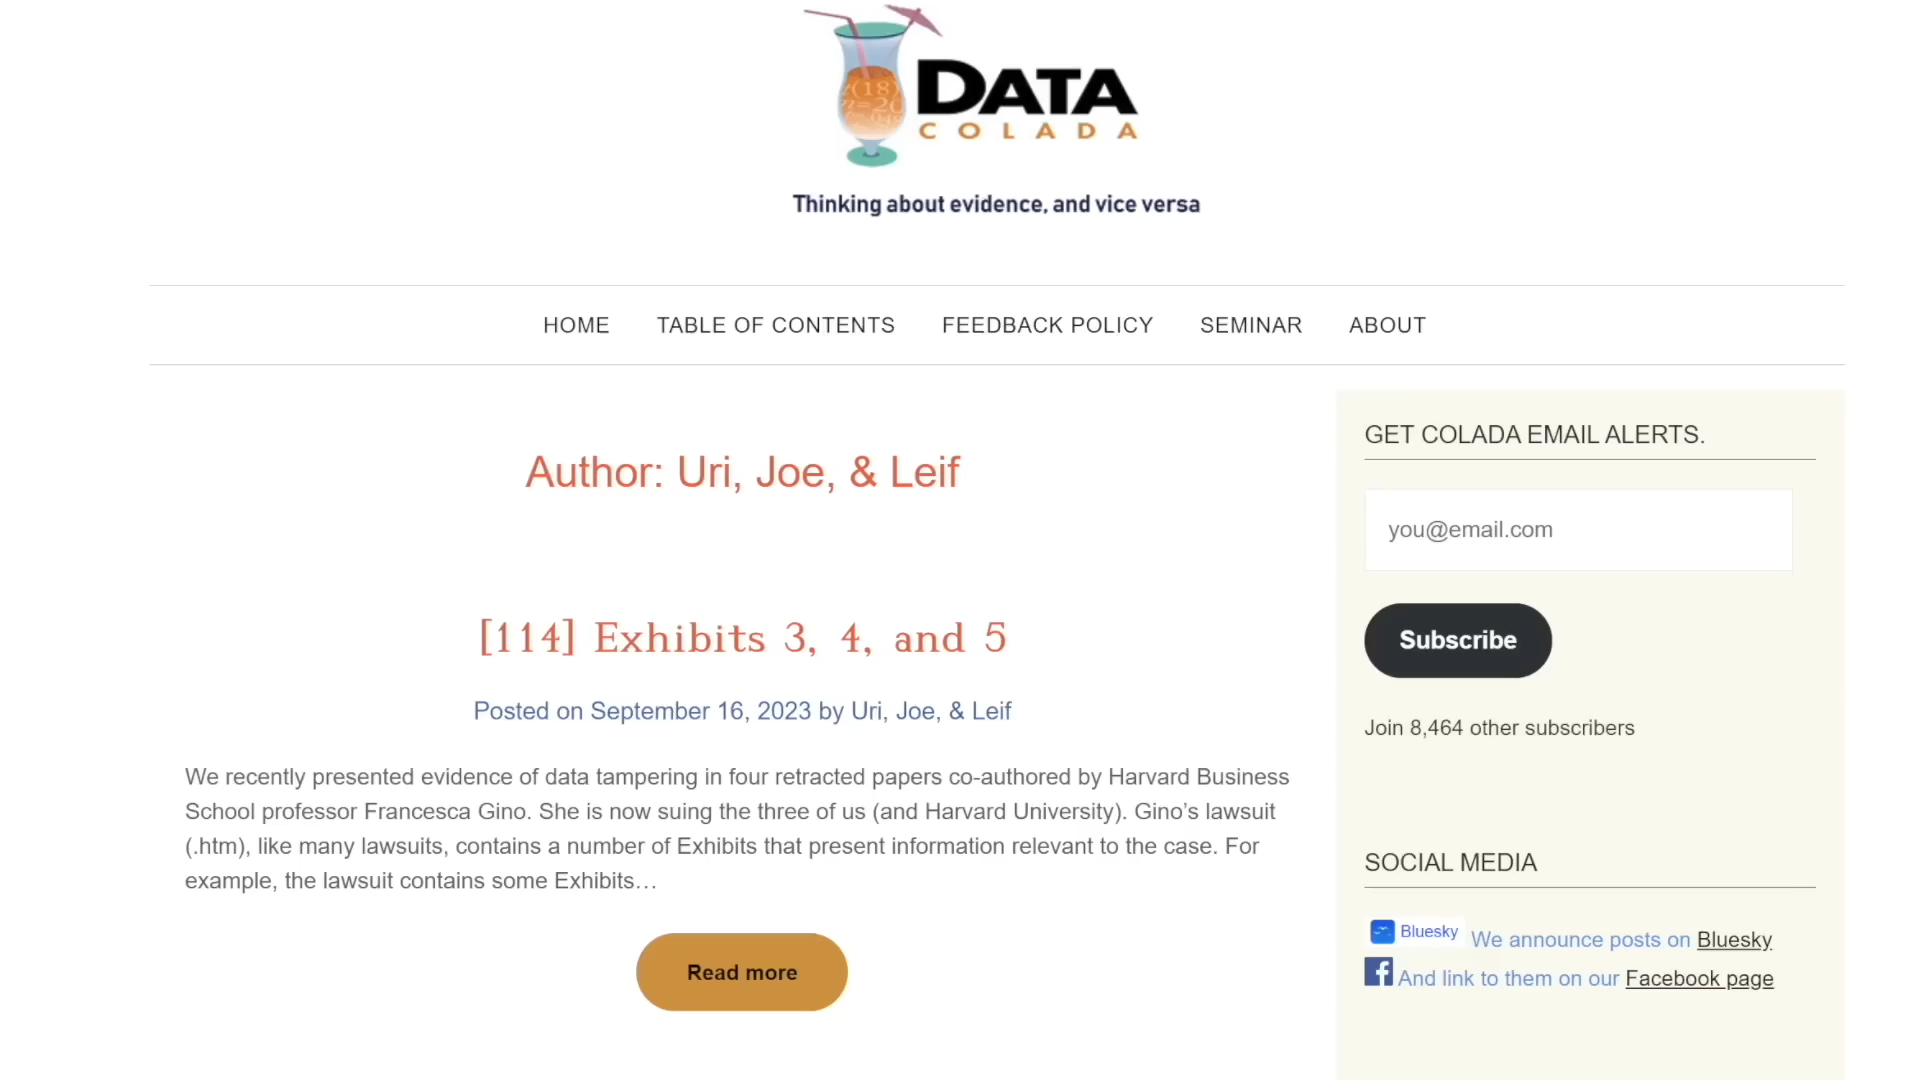 DATA
COLADA
Thinking about evidence, and vice versa
HOME TABLE OF CONTENTS FEEDBACK POLICY SEMINAR ABOUT
Author: Uri, Joe, & Leif
[114] Exhibits 3, 4, and 5
Posted on September 16, 2023 by Uri, Joe, & Leif
We recently presented evidence of data tampering in four retracted papers co-authored by Harvard Business
School professor Francesca Gino. She is now suing the three of us (and Harvard University). Gino’s lawsuit
(.htm), like many lawsuits, contains a number of Exhibits that present information relevant to the case. For
example, the lawsuit contains some Exhibits…
Read more
GET COLADA EMAIL ALERTS.
you@email.com
Subscribe
Join 8,464 other subscribers
SOCIAL MEDIA
Bluesky We announce posts on Bluesky
And link to them on our Facebook page